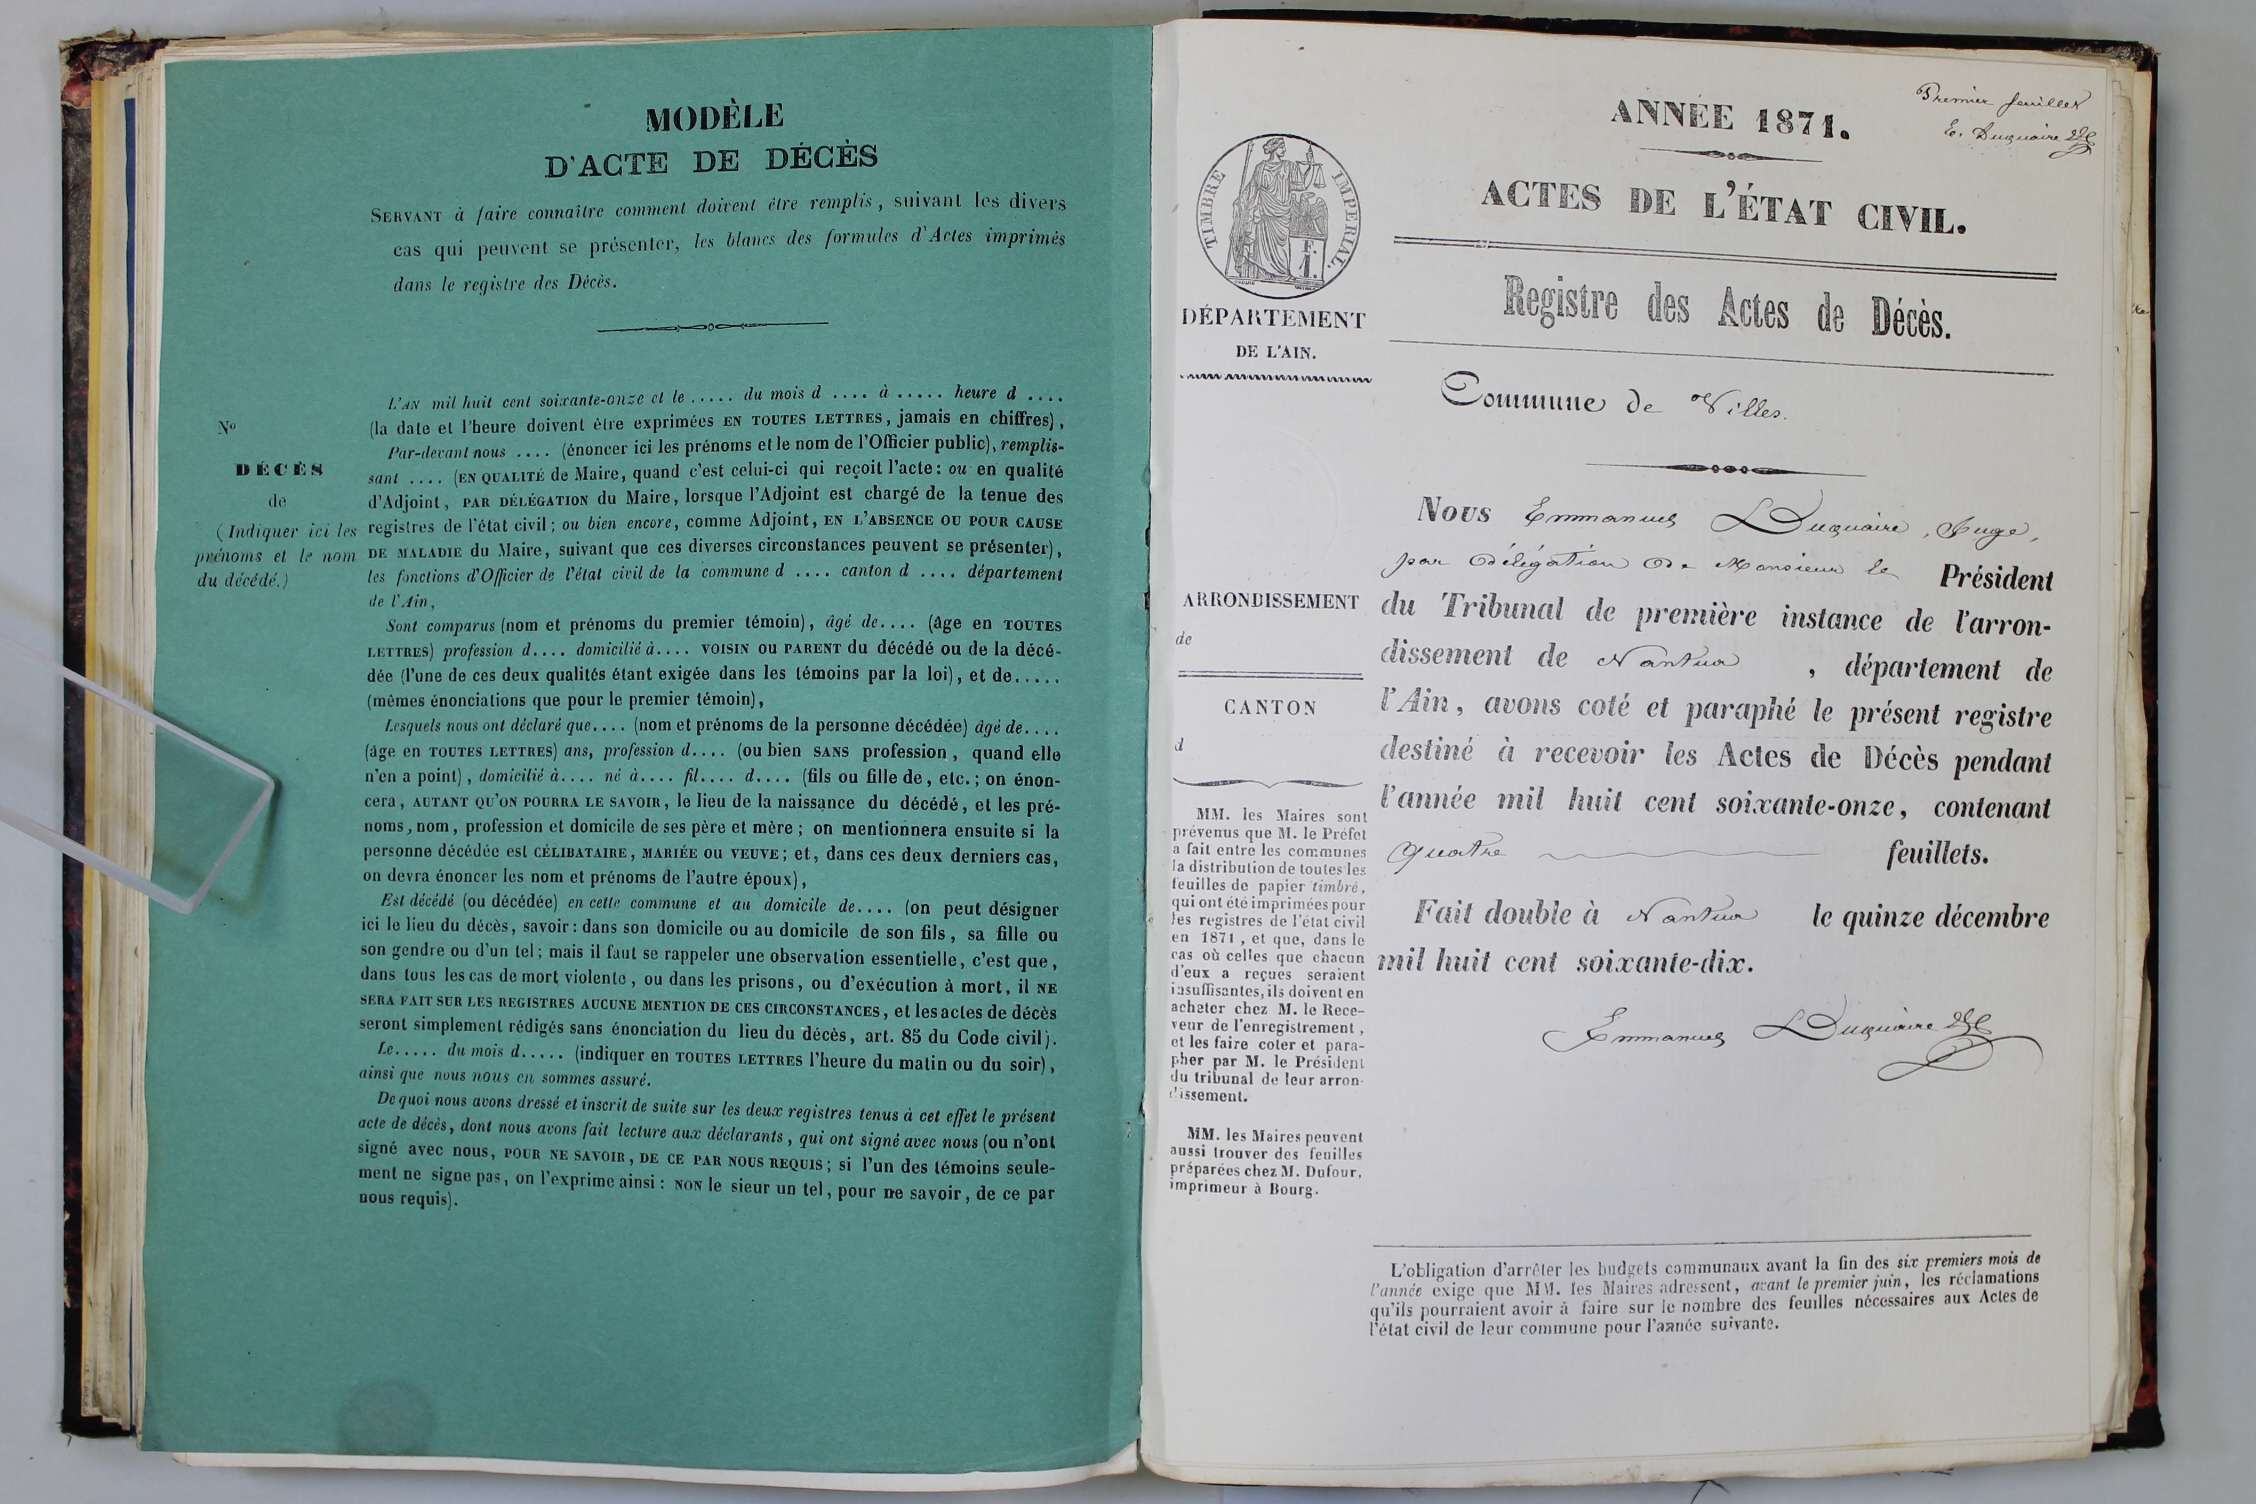 MODÈLE
D'ACTE DE DÉCÈS
SERVANT à faire connaître comment doivent être remplis, suivant les divers
cas qui peuvent se présenter, les blancs des formules d'Actes imprimés
dans le registre des Décès.
No
DÉCÈS
de
(Indiquer ici les
prénoms et le nom
du décédé.)
L'AN mil huit cent soixante-onze et le ..... du mois d .... à ..... heure d ....
(la date et l'heure doivent être exprimées EN TOUTES LETTRES, jamais en chiffres),
Par-devant nous .... (énoncer ici les prénoms et le nom de l'Officier public), remplis-
sant .... (EN QUALITÉ de Maire, quand c'est celui-ci qui reçoit l'acte: ou en qualité
d'Adjoint, PAR DÉLÉGATION du Maire, lorsque l'Adjoint est chargé de la tenue des
registres de l'état civil; ou bien encore, comme Adjoint, EN L'ABSENCE OU POUR CAUSE
DE MALADIE du Maire, suivant que ces diverses circonstances peuvent se présenter),
les fonctions d'Officier de l'état civil de la commune d .... canton d .... département
de l'Ain,
Sont comparus (nom et prénoms du premier témoin), âgé de.... (âge en TOUTES
LETTRES) profession d.... domicilié à.... VOISIN OU PARENT du décédé ou de la décé-
dée (l'une de ces deux qualités étant exigée dans les témoins par la loi), et de.....
(mêmes énonciations que pour le premier témoin),
Lesquels nous ont déclaré que.... (nom et prénoms de la personne décédée) âgé de....
(âge en TOUTES LETTRES) ans, profession d.... (ou bien SANS profession, quand elle
n'en a point), domicilié à.... né à.... fil.... d.... (fils ou fille de, etc.; on énon-
cera, AUTANT QU'ON POURRA LE SAVOIR, le lieu de la naissance du décédé, et les pré-
noms, nom, profession et domicile de ses père et mère; on mentionnera ensuite si la
personne décédée est CÉLIBATAIRE, MARIÉE OU VEUVE; et, dans ces deux derniers cas,
on devra énoncer les nom et prénoms de l'autre époux),
Est décédé (ou décédée) en cette commune et au domicile de.... (on peut désigner
ici le lieu du décès, savoir: dans son domicile ou au domicile de son fils, sa fille ou
son gendre ou d'un tel; mais il faut se rappeler une observation essentielle, c'est que,
dans tous les cas de mort violente, ou dans les prisons, ou d'exécution à mort, il NE
SERA FAIT SUR LES REGISTRES AUCUNE MENTION DE CES CIRCONSTANCES, et les actes de décès
seront simplement rédigés sans énonciation du lieu du décès, art. 85 du Code civil).
Le..... du mois d..... (indiquer en TOUTES LETTRES l'heure du matin ou du soir),
ainsi que nous nous en sommes assuré.
De quoi nous avons dressé et inscrit de suite sur les deux registres tenus à cet effet le présent
acte de décès, dont nous avons fait lecture aux déclarants, qui ont signé avec nous (ou n'ont
signé avec nous, POUR NE SAVOIR, DE CE PAR NOUS REQUIS; si l'un des témoins seule-
ment ne signe pas, on l'exprime ainsi: NON le sieur un tel, pour ne savoir, de ce par
nous requis).
Premier feuillet
E. Duquaire
ANNÉE 1871.
ACTES DE L'ÉTAT CIVIL.
Registre des Actes de Décès.
TIMBRE IMPERIAL.
F.
1.
DÉPARTEMENT
DE L'AIN.
ARRONDISSEMENT
de
CANTON
d
MM. les Maires sont
prévenus que M. le Préfet
a fait entre les communes
la distribution de toutes les
feuilles de papier timbré,
qui ont été imprimées pour
les registres de l'état civil
en 1871, et que, dans le
cas où celles que chacun
d'eux a reçues seraient
insuffisantes, ils doivent en
acheter chez M. le Rece-
veur de l'enregistrement,
et les faire coter et para-
pher par M. le Président
du tribunal de leur arron-
dissement.
MM. les Maires peuvent
aussi trouver des feuilles
préparées chez M. Dufour,
imprimeur à Bourg.
Commune de Villes.
Nous Emmanuel Duquaire, Juge,
par délégation de Monsieur le Président
du Tribunal de première instance de l'arron-
dissement de Nantua, département de
l'Ain, avons coté et paraphé le présent registre
destiné à recevoir les Actes de Décès pendant
l'année mil huit cent soixante-onze, contenant
quatre feuillets.
Fait double à Nantua le quinze décembre
mil huit cent soixante-dix.
Emmanuel Duquaire
L'obligation d'arrêter les budgets communaux avant la fin des six premiers mois de
l'année exige que MM. les Maires adressent, avant le premier juin, les réclamations
qu'ils pourraient avoir à faire sur le nombre des feuilles nécessaires aux Actes de
l'état civil de leur commune pour l'année suivante.